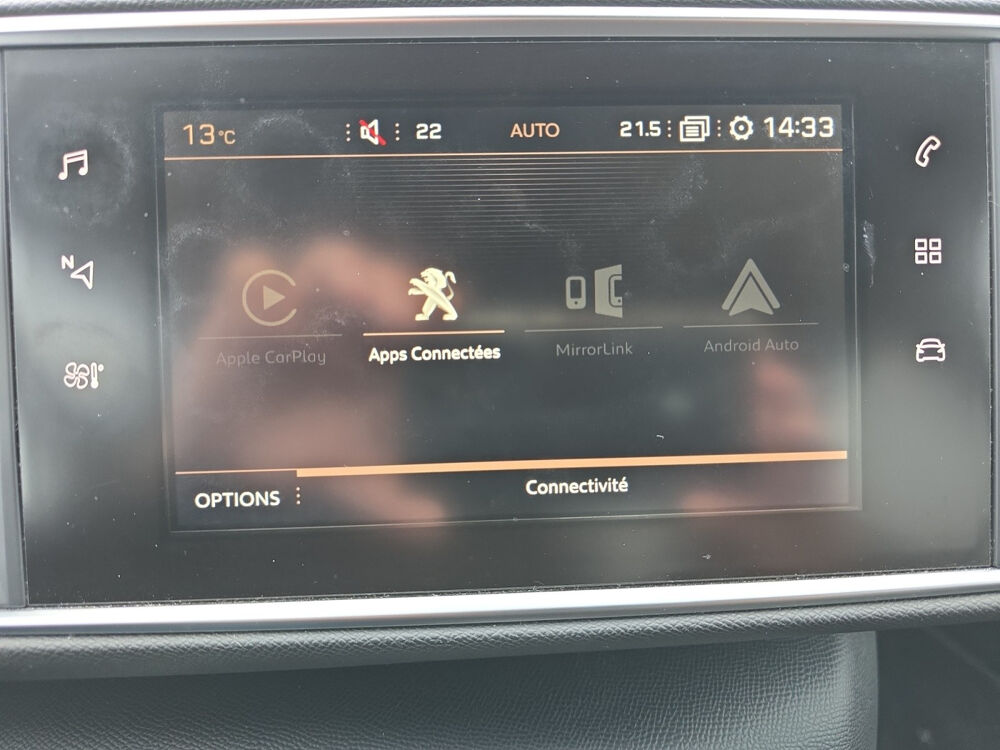 13°C 22 AUTO 21.5 14:33
N
Apple CarPlay
Apps Connectées
MirrorLink
Android Auto
OPTIONS
Connectivité